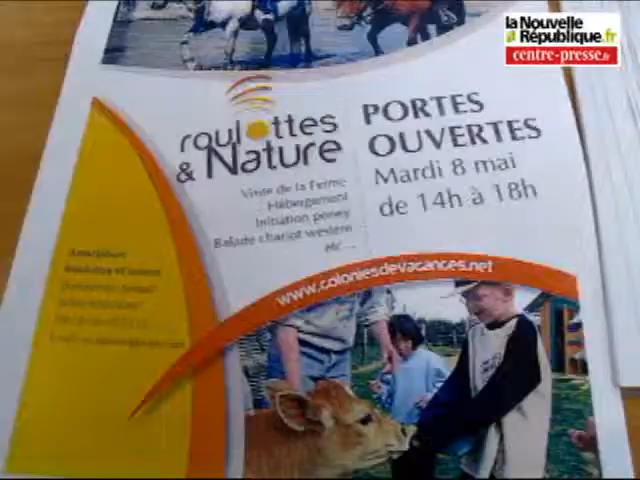 la Nouvelle
République.fr
centre-presse.fr
roulottes
& Nature
PORTES
OUVERTES
Mardi 8 mai
de 14h à 18h
Visite de la Ferme
Hébergement
Initiation poney
Balade chariot western
etc ...
www.coloniesdevacances.net